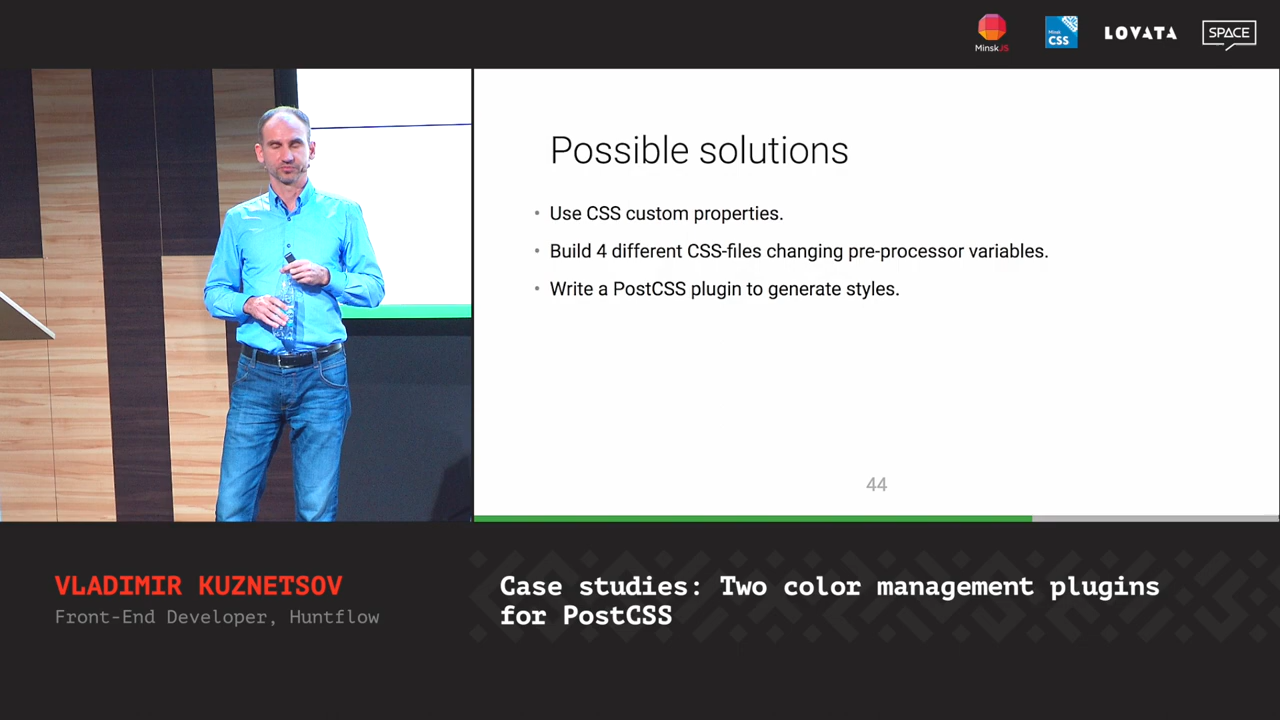 MinskJS
Minsk
CSS
LOVATA
SPACE
Possible solutions
• Use CSS custom properties.
• Build 4 different CSS-files changing pre-processor variables.
• Write a PostCSS plugin to generate styles.
44
VLADIMIR KUZNETSOV
Front-End Developer, Huntflow
Case studies: Two color management plugins
for PostCSS